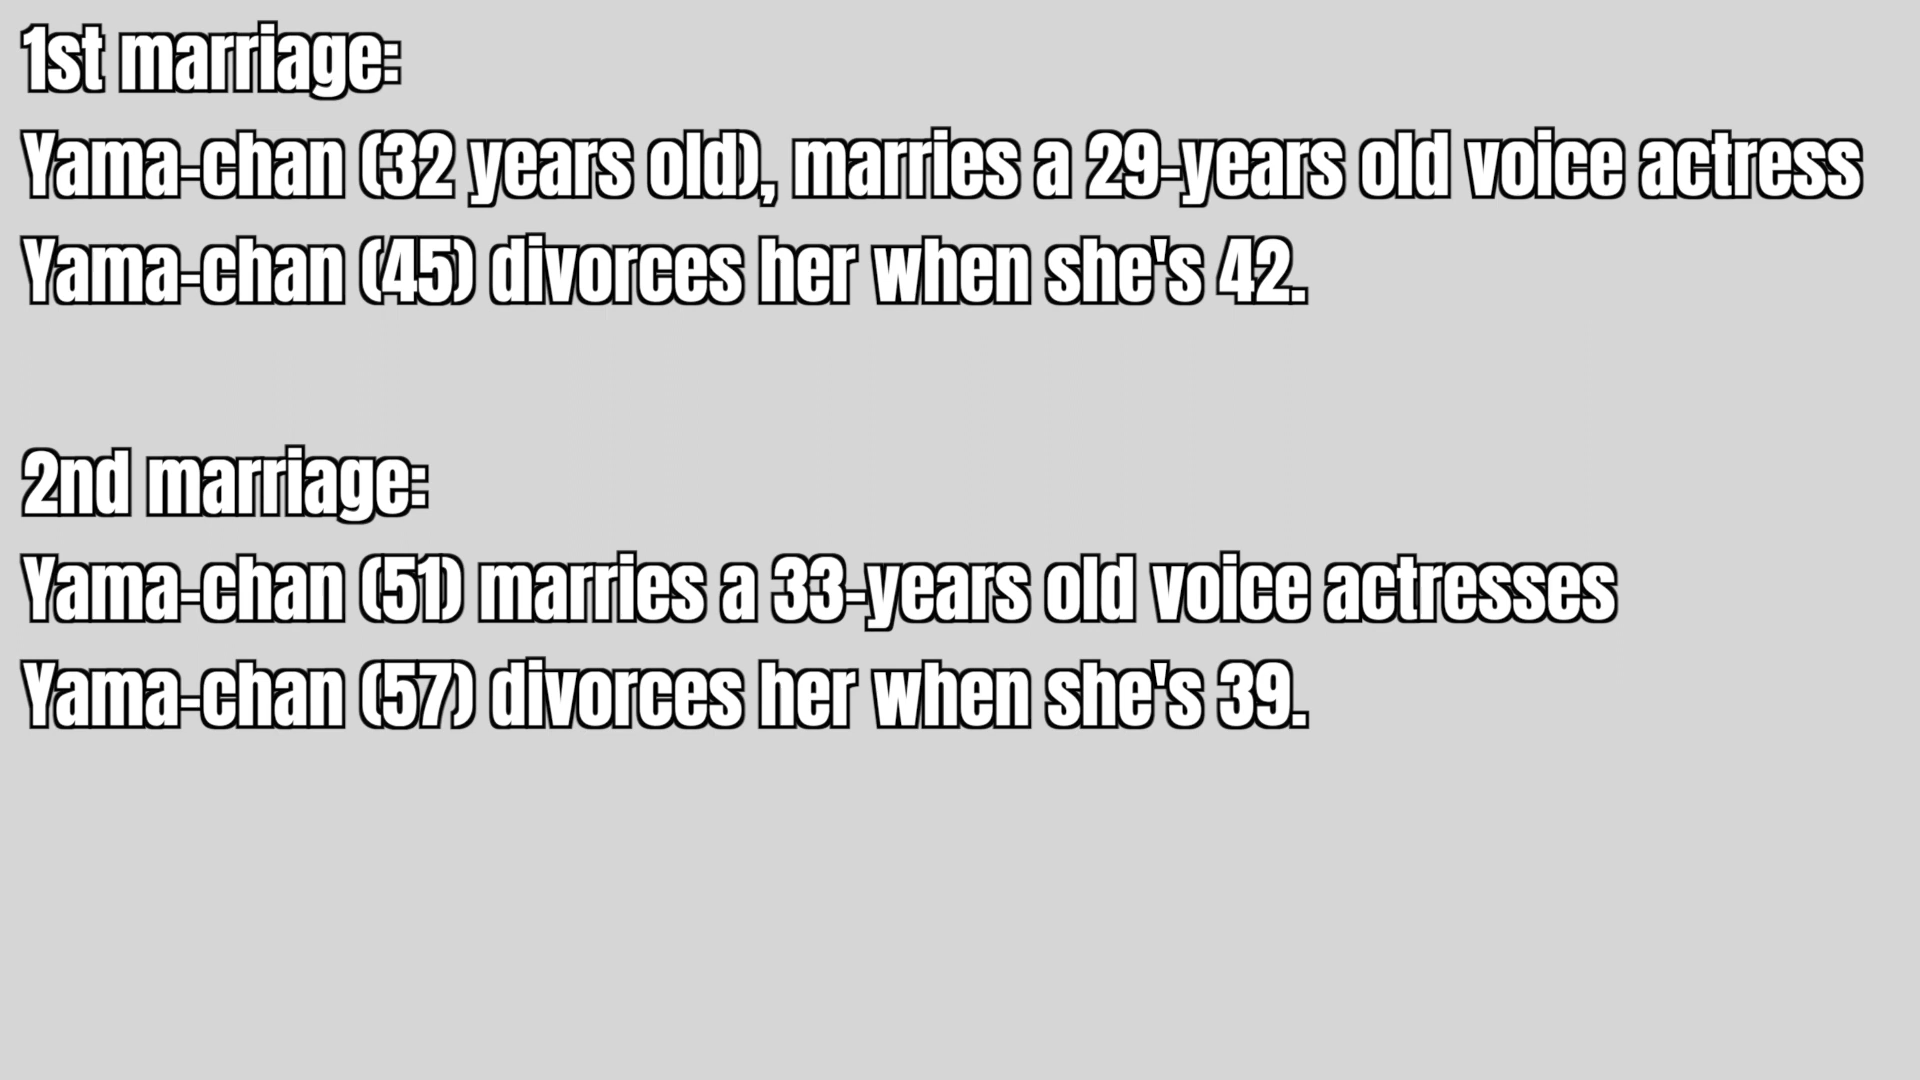 1st marriage:
Yama-chan (32 years old), marries a 29-years old voice actress
Yama-chan (45) divorces her when she's 42.
2nd marriage:
Yama-chan (51) marries a 33-years old voice actresses
Yama-chan (57) divorces her when she's 39.